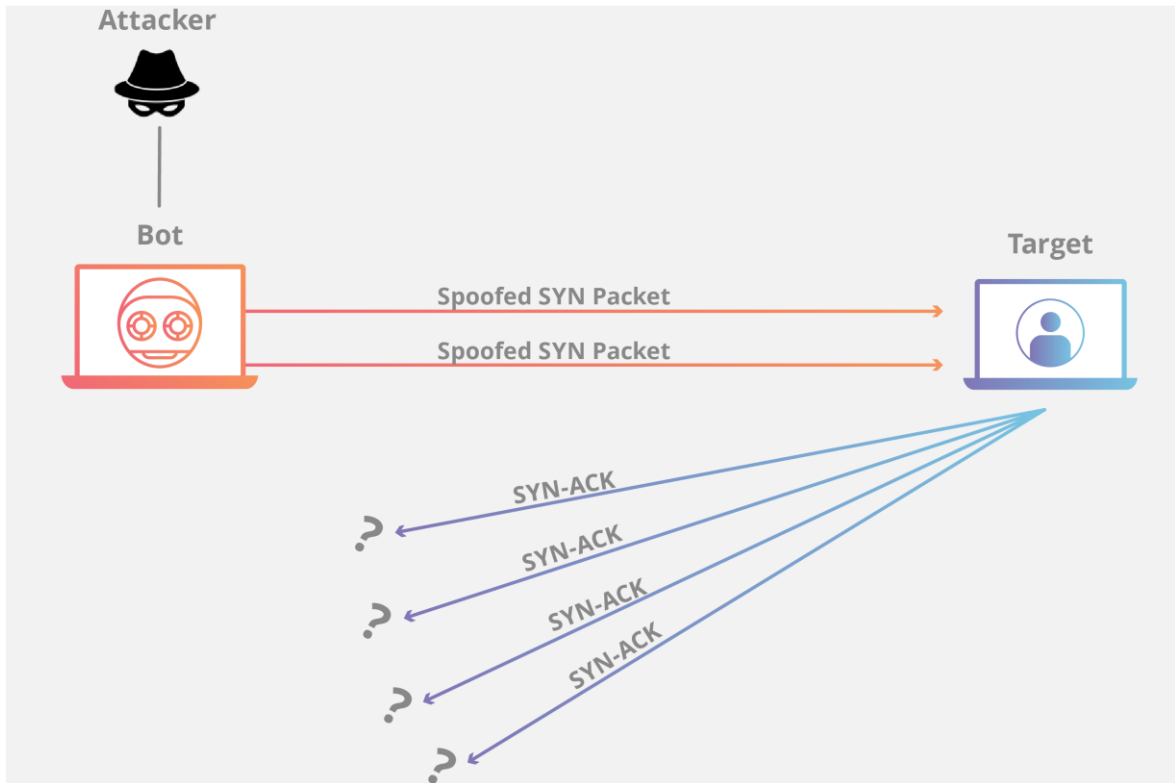 Attacker
Bot
Target
Spoofed SYN Packet
Spoofed SYN Packet
SYN-ACK
?
SYN-ACK
?
SYN-ACK
?
SYN-ACK
?